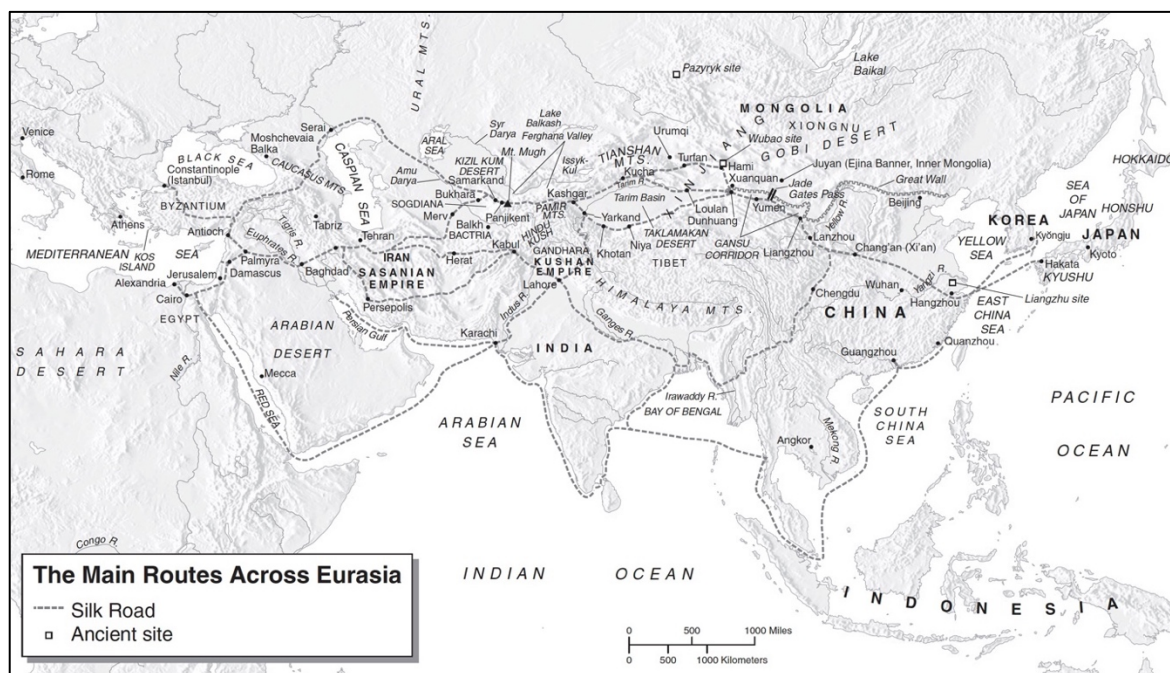 Pazyryk site
Lake
Baikal
URAL MTS.
MONGOLIA
XIONGNU
GOBI DESERT
XINJIANG
Wubao site
Lake
Balkash
Ferghana Valley
Syr
Darya
Mt. Mugh
Issyk-
Kul
Urumqi
TIANSHAN
MTS.
Turfan
Hami
Kucha
Xuanquan
Juyan (Ejina Banner, Inner Mongolia)
Great Wall
Jade
Gates Pass
HOKKAIDO
Venice
Rome
Moshchevaia
Balka
Serai
BLACK SEA
Constantinople
(Istanbul)
CAUCASUS MTS.
BYZANTIUM
CASPIAN
SEA
ARAL
SEA
KIZIL KUM
DESERT
Amu
Darya
Samarkand
Bukhara
SOGDIANA
Merv
Panjikent
Balkh
BACTRIA
PAMIR
MTS.
HINDU
KUSH
Kashgar
Tarim R.
Tarim Basin
Yarkand
Khotan
Niya
TAKLAMAKAN
DESERT
Loulan
Dunhuang
Yumen
GANSU
CORRIDOR
Liangzhou
Lanzhou
Yellow R.
Beijing
SEA OF
JAPAN
HONSHU
KOREA
JAPAN
Kyŏngju
Kyoto
YELLOW
SEA
Hakata
KYUSHU
Athens
KOS
ISLAND
MEDITERRANEAN SEA
Antioch
Tigris R.
Tabriz
Tehran
Euphrates R.
Palmyra
Damascus
Jerusalem
Alexandria
Cairo
EGYPT
Baghdad
IRAN
SASANIAN
EMPIRE
Herat
Persepolis
Kabul
GANDHARA
KUSHAN
EMPIRE
Lahore
TIBET
HIMALAYA MTS.
Chang'an (Xi'an)
Chengdu
Wuhan
Yangzi R.
Hangzhou
Liangzhu site
EAST
CHINA
SEA
CHINA
Quanzhou
Guangzhou
SAHARA
DESERT
Nile R.
ARABIAN
DESERT
Mecca
RED SEA
Persian Gulf
Karachi
Indus R.
Ganges R.
INDIA
Irawaddy R.
BAY OF BENGAL
ARABIAN
SEA
Angkor
Mekong R.
SOUTH
CHINA
SEA
PACIFIC
OCEAN
Congo R.
INDIAN OCEAN
INDONESIA
The Main Routes Across Eurasia
Silk Road
Ancient site
0 500 1000 Miles
0 500 1000 Kilometers